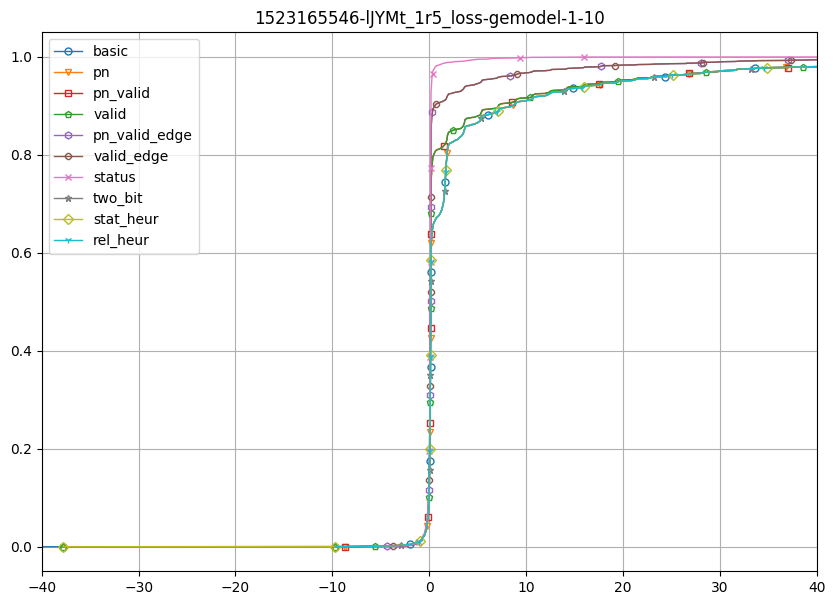 1523165546-lJYMt_1r5_loss-gemodel-1-10
1.0
0.8
0.6
0.4
0.2
0.0
basic
pn
pn_valid
valid
pn_valid_edge
valid_edge
status
two_bit
stat_heur
rel_heur
−40 −30 −20 −10 0 10 20 30 40